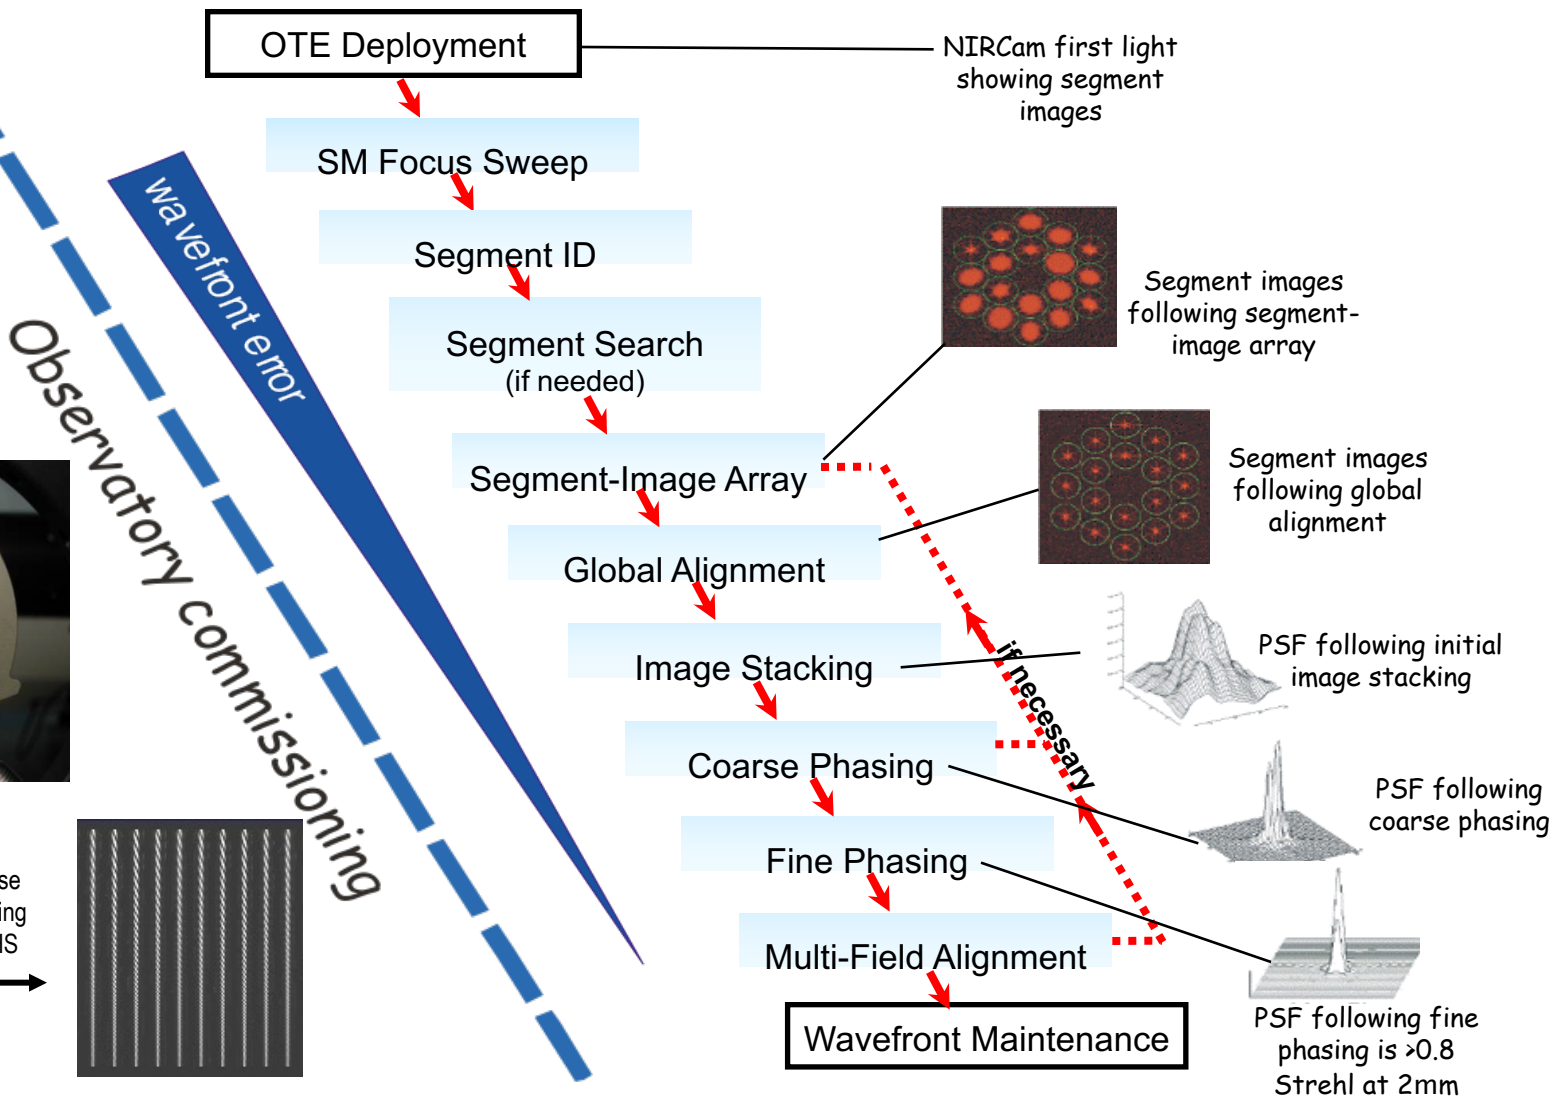 OTE Deployment
NIRCam first light
showing segment
images
SM Focus Sweep
Segment ID
Segment Search
(if needed)
Segment-Image Array
Global Alignment
Image Stacking
Coarse Phasing
Fine Phasing
Multi-Field Alignment
Wavefront Maintenance
wavefront error
Observatory commissioning
if necessary
Segment images
following segment-
image array
Segment images
following global
alignment
PSF following initial
image stacking
PSF following
coarse phasing
PSF following fine
phasing is >0.8
Strehl at 2mm